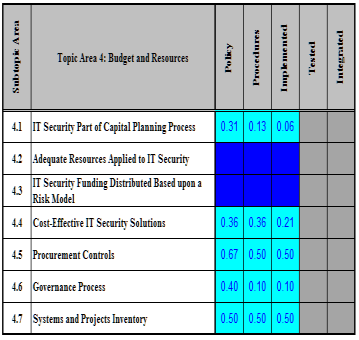 Subtopic Area
Topic Area 4: Budget and Resources
Policy
Procedures
Implemented
Tested
Integrated
4.1 IT Security Part of Capital Planning Process 0.31 0.13 0.06
4.2 Adequate Resources Applied to IT Security
4.3 IT Security Funding Distributed Based upon a
Risk Model
4.4 Cost-Effective IT Security Solutions 0.36 0.36 0.21
4.5 Procurement Controls 0.67 0.50 0.50
4.6 Governance Process 0.40 0.10 0.10
4.7 Systems and Projects Inventory 0.50 0.50 0.50